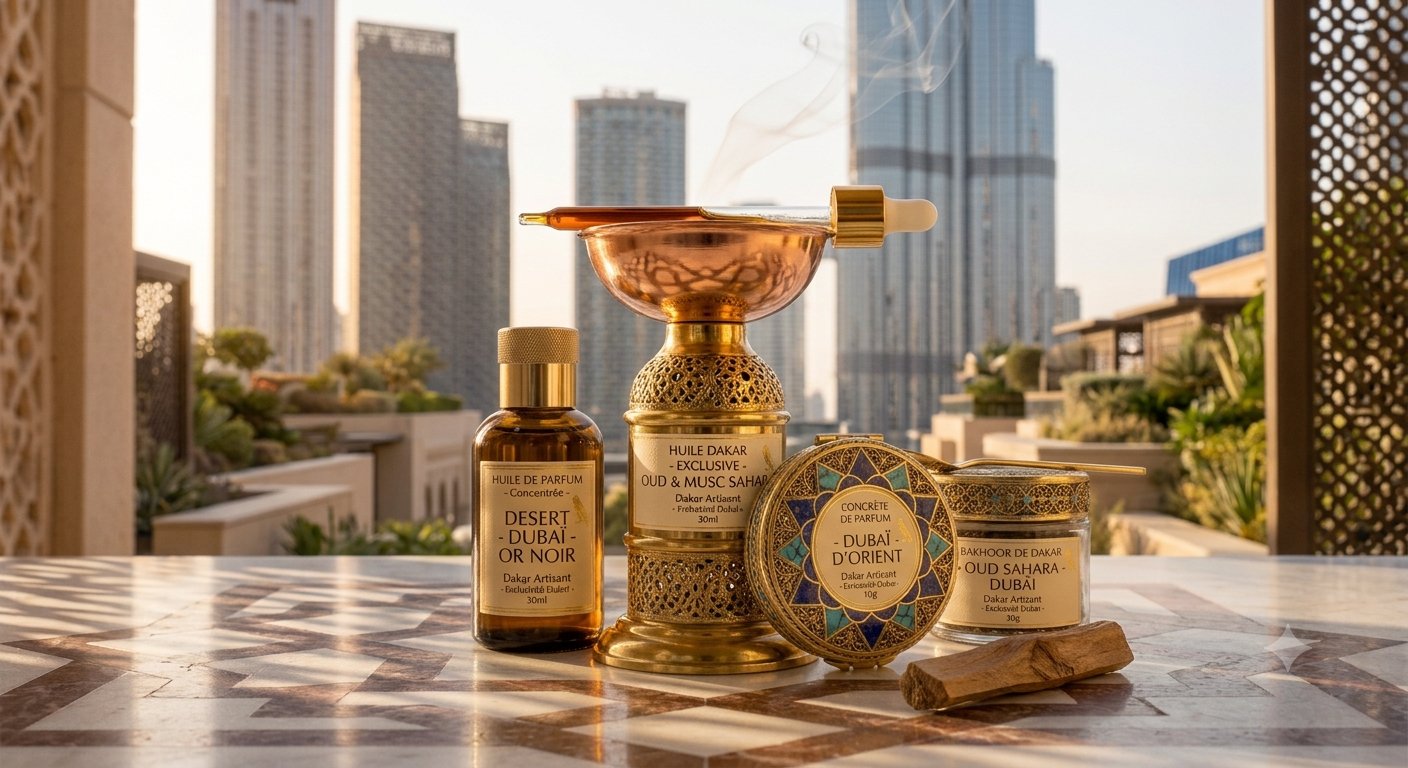 HUILE DE PARFUM
- Concentrée -
DESERT
- DUBAÏ -
OR NOIR
Dakar Artisant
30ml
HUILE DAKAR
- EXCLUSIVE -
OUD & MUSC SAHAR
Dakar Artisant
30ml
CONCRÈTE
DE PARFUM
- DUBAÏ -
D'ORIENT
Dakar Artisant
10g
BAKHOOR DE DAKAR
- OUD SAHARA -
DUBAÏ
Dakar Artizant
30g